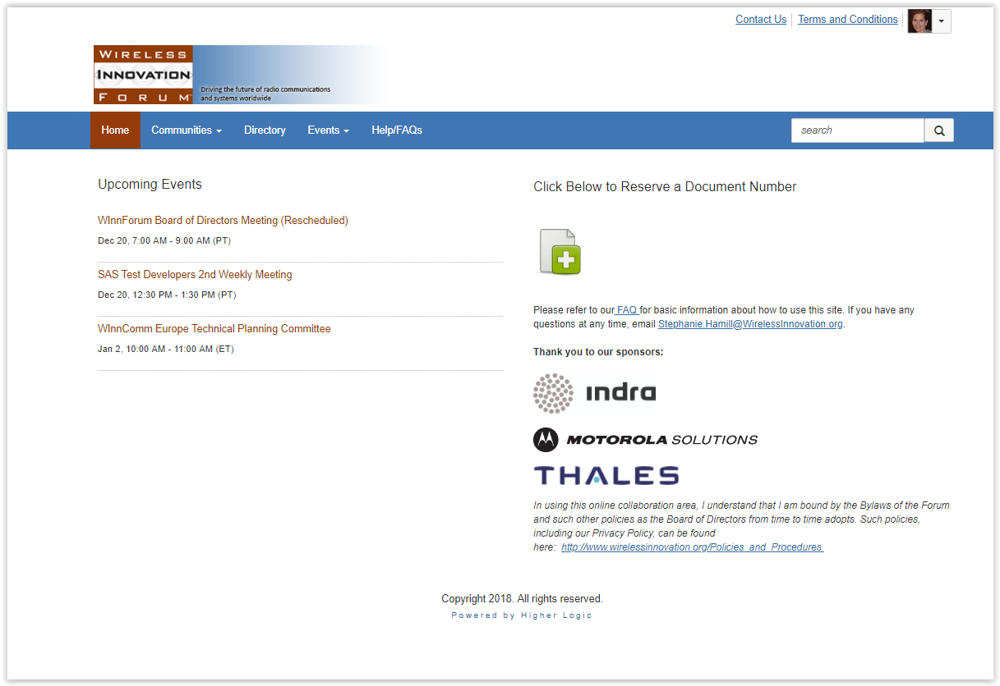 Contact Us
Terms and Conditions
WIRELESS
INNOVATION
FORUM
Driving the future of radio communications
and systems worldwide
Home
Communities
Directory
Events
Help/FAQs
search
Upcoming Events
WInnForum Board of Directors Meeting (Rescheduled)
Dec 20, 7:00 AM - 9:00 AM (PT)
SAS Test Developers 2nd Weekly Meeting
Dec 20, 12:30 PM - 1:30 PM (PT)
WInnComm Europe Technical Planning Committee
Jan 2, 10:00 AM - 11:00 AM (ET)
Click Below to Reserve a Document Number
Please refer to our FAQ for basic information about how to use this site. If you have any
questions at any time, email Stephanie.Hamill@WirelessInnovation.org.
Thank you to our sponsors:
indra
MOTOROLA SOLUTIONS
THALES
In using this online collaboration area, I understand that I am bound by the Bylaws of the Forum
and such other policies as the Board of Directors from time to time adopts. Such policies,
including our Privacy Policy, can be found
here: http://www.wirelessinnovation.org/Policies_and_Procedures
Copyright 2018. All rights reserved.
Powered by Higher Logic